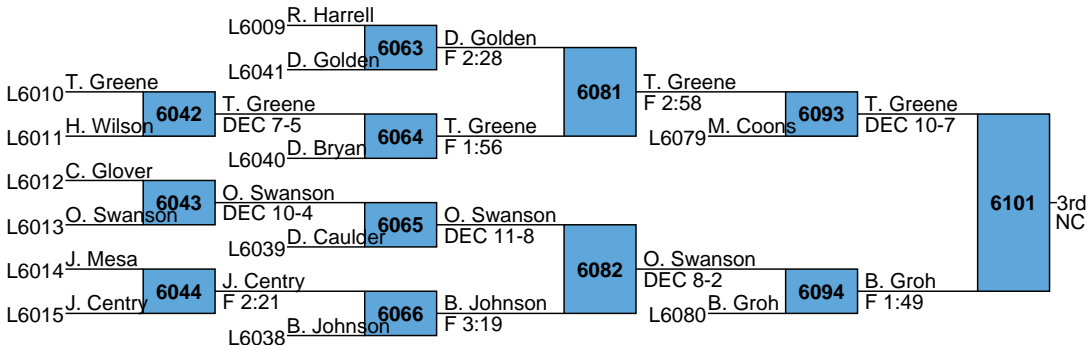 R. Harrell
L6009
6063
D. Golden
F 2:28
D. Golden
L6041
T. Greene
L6010
6042
T. Greene
DEC 7-5
H. Wilson
L6011
6064
T. Greene
F 1:56
D. Bryan
L6040
6081
T. Greene
F 2:58
M. Coons
L6079
6093
T. Greene
DEC 10-7
C. Glover
L6012
6043
O. Swanson
DEC 10-4
O. Swanson
L6013
6065
O. Swanson
DEC 11-8
D. Caulder
L6039
J. Mesa
L6014
6044
J. Centry
F 2:21
J. Centry
L6015
6066
B. Johnson
F 3:19
B. Johnson
L6038
6082
O. Swanson
DEC 8-2
B. Groh
L6080
6094
B. Groh
F 1:49
6101
3rd
NC